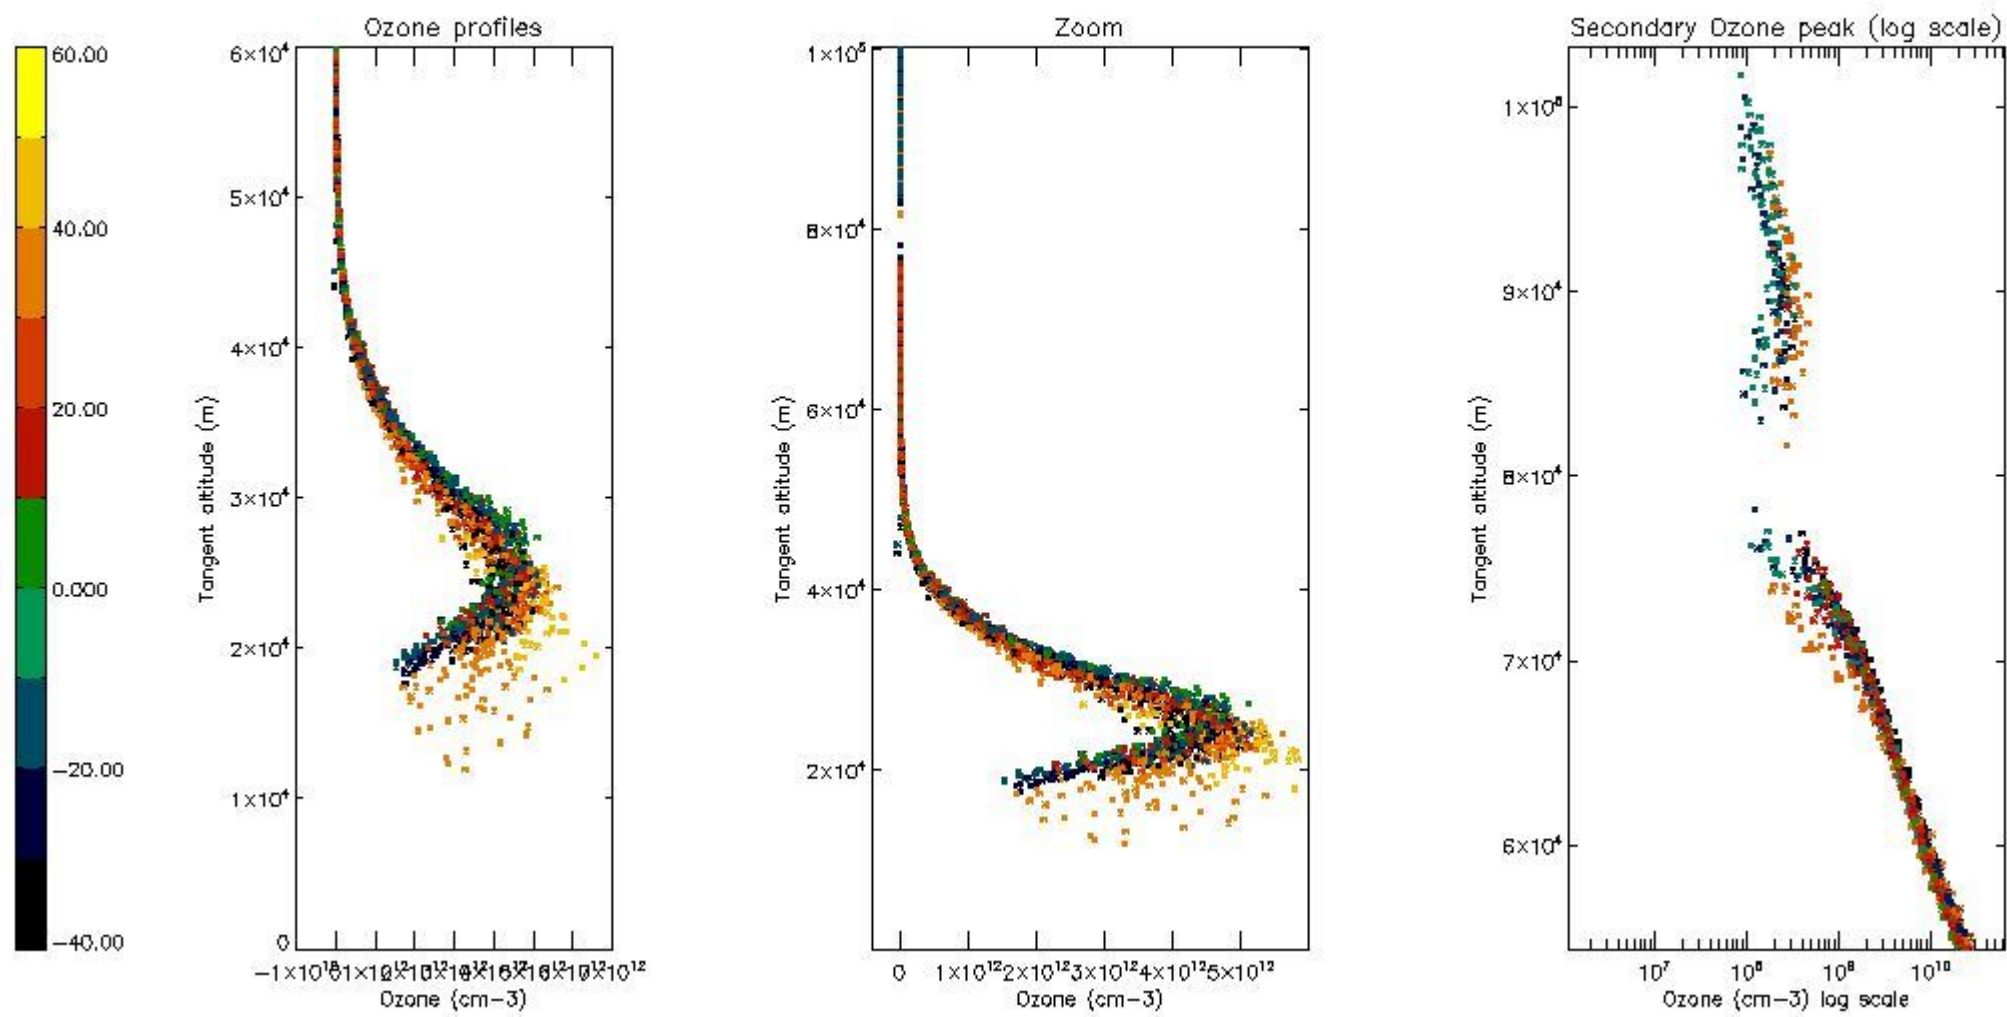 Ozone profiles
Zoom
Secondary Ozone peak (log scale)
60.00
40.00
20.00
0.000
-20.00
-40.00
6×10⁴
5×10⁴
4×10⁴
3×10⁴
2×10⁴
1×10⁴
0
Tangent altitude (m)
Ozone (cm-3)
1×10⁵
8×10⁴
6×10⁴
4×10⁴
2×10⁴
Tangent altitude (m)
0 1×10¹² 2×10¹² 3×10¹² 4×10¹² 5×10¹²
Ozone (cm-3)
9×10⁴
8×10⁴
7×10⁴
6×10⁴
Tangent altitude (m)
10⁷ 10⁸ 10⁹ 10¹⁰
Ozone (cm-3) log scale